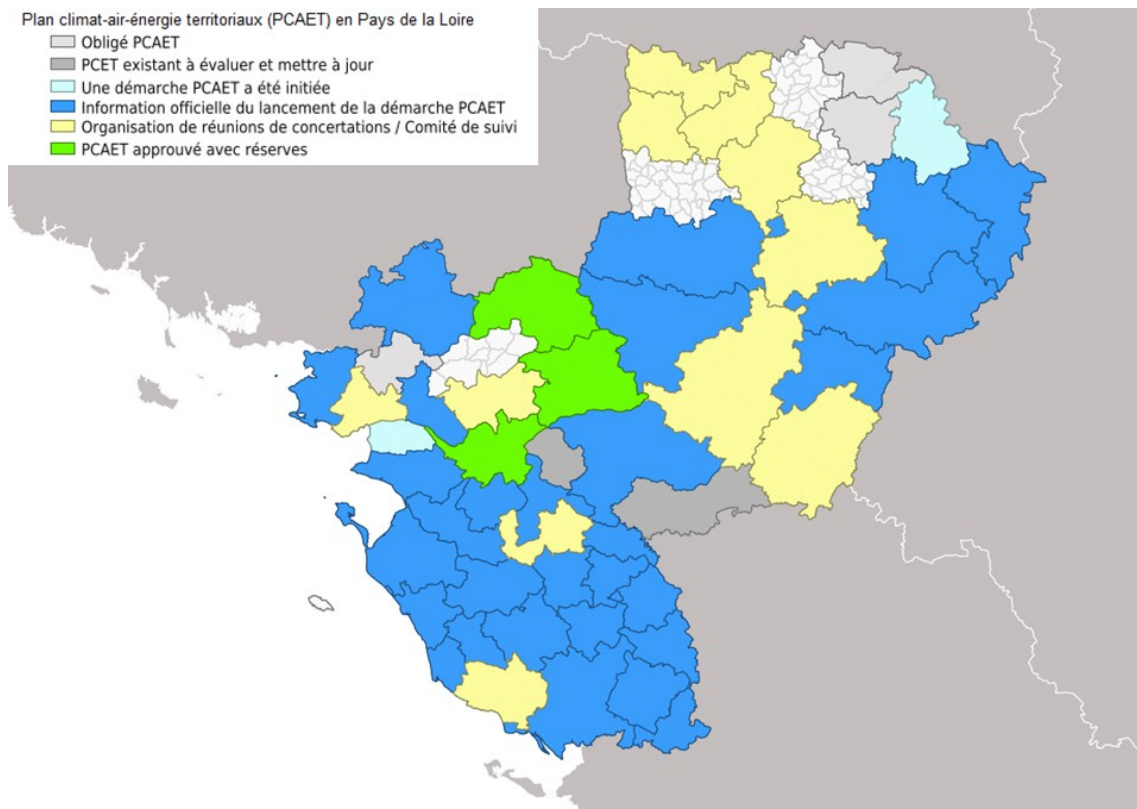 Plan climat-air-énergie territoriaux (PCAET) en Pays de la Loire
Obligé PCAET
PCET existant à évaluer et mettre à jour
Une démarche PCAET a été initiée
Information officielle du lancement de la démarche PCAET
Organisation de réunions de concertations / Comité de suivi
PCAET approuvé avec réserves